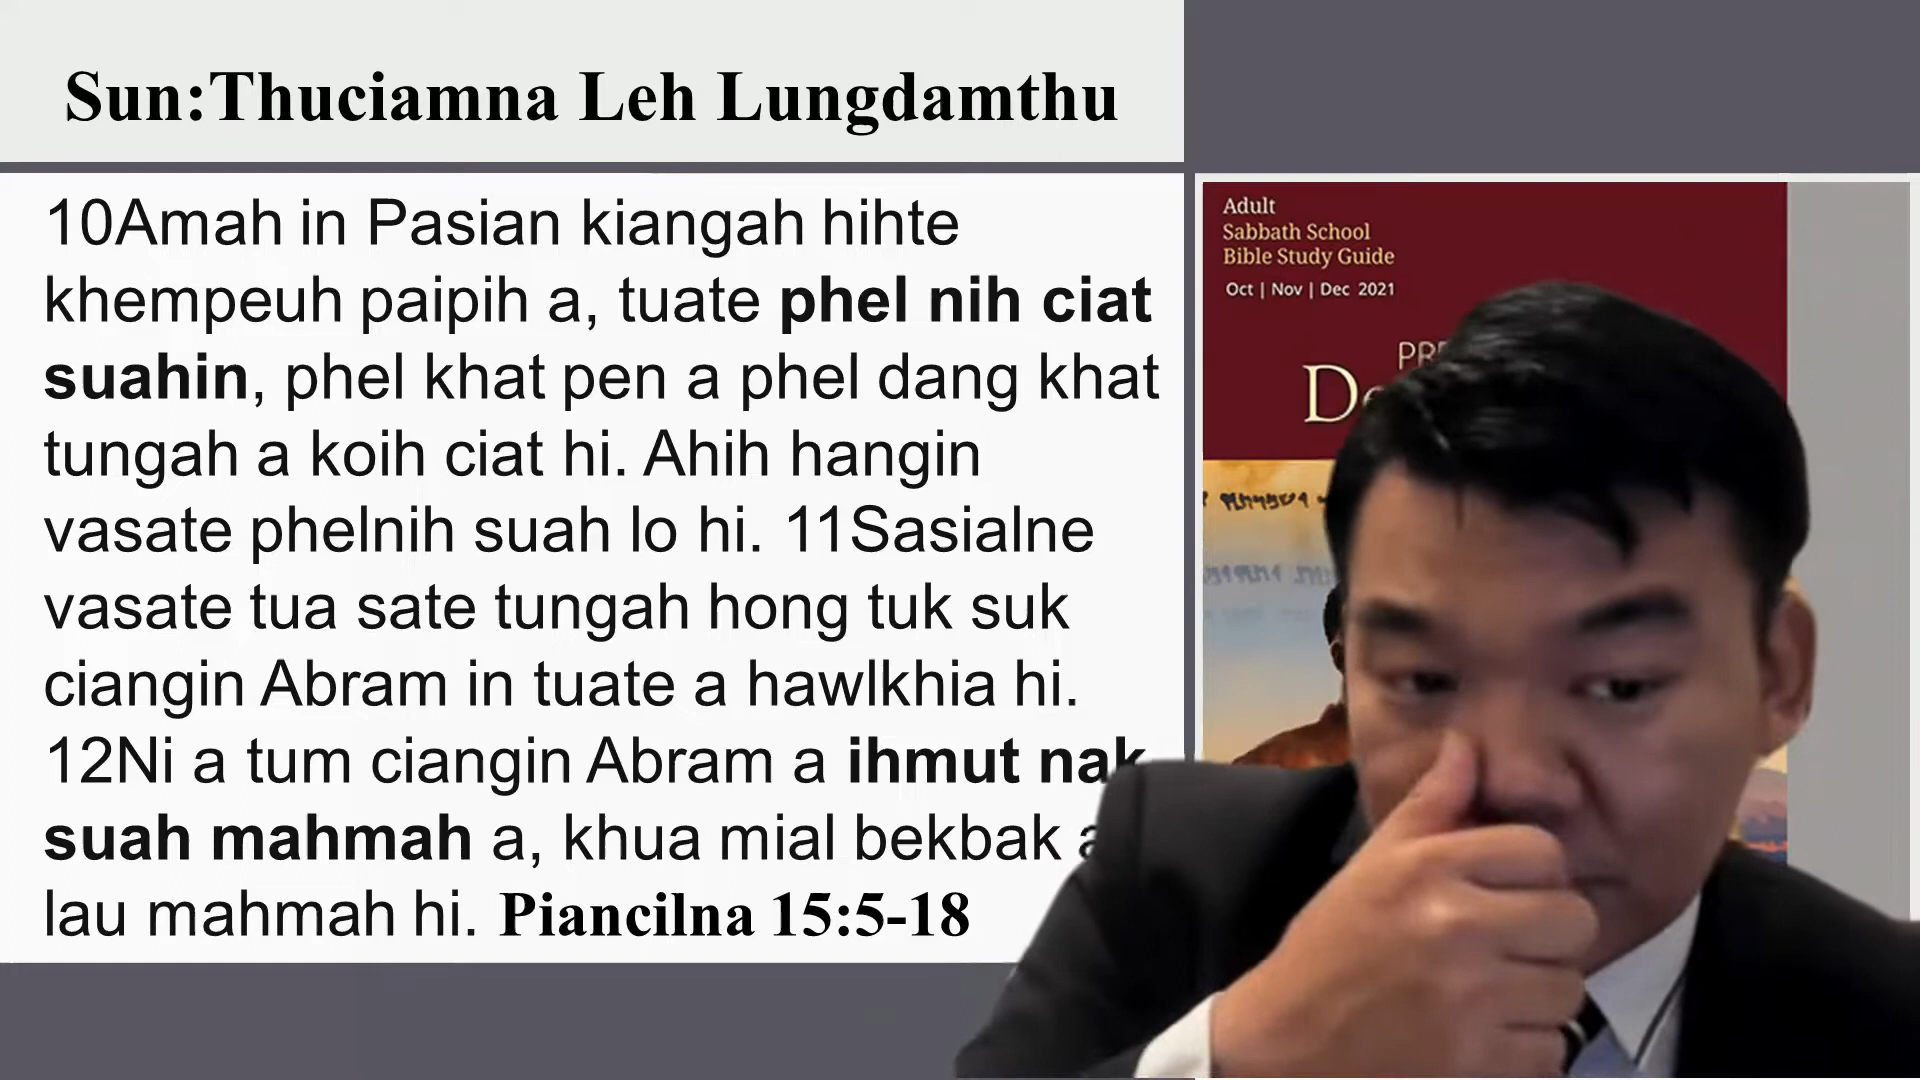 Sun:Thuciamna Leh Lungdamthu
10Amah in Pasian kiangah hihte
khempeuh paipih a, tuate phel nih ciat
suahin, phel khat pen a phel dang khat
tungah a koih ciat hi. Ahih hangin
vasate phelnih suah lo hi. 11Sasialne
vasate tua sate tungah hong tuk suk
ciangin Abram in tuate a hawlkhia hi.
12Ni a tum ciangin Abram a ihmut nak
suah mahmah a, khua mial bekbak
lau mahmah hi. Piancilna 15:5-18
Adult
Sabbath School
Bible Study Guide
Oct | Nov | Dec 2021